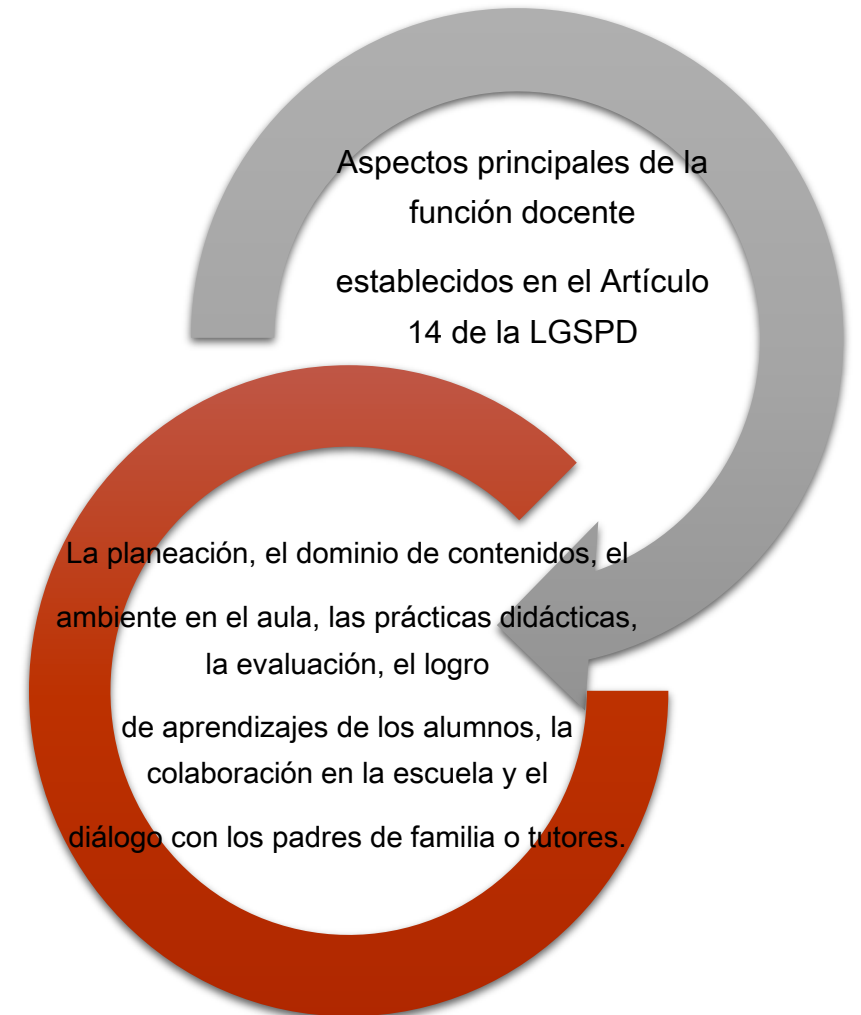 Aspectos principales de la
función docente
establecidos en el Artículo
14 de la LGSPD
La planeación, el dominio de contenidos, el
ambiente en el aula, las prácticas didácticas,
la evaluación, el logro
de aprendizajes de los alumnos, la
colaboración en la escuela y el
diálogo con los padres de familia o tutores.